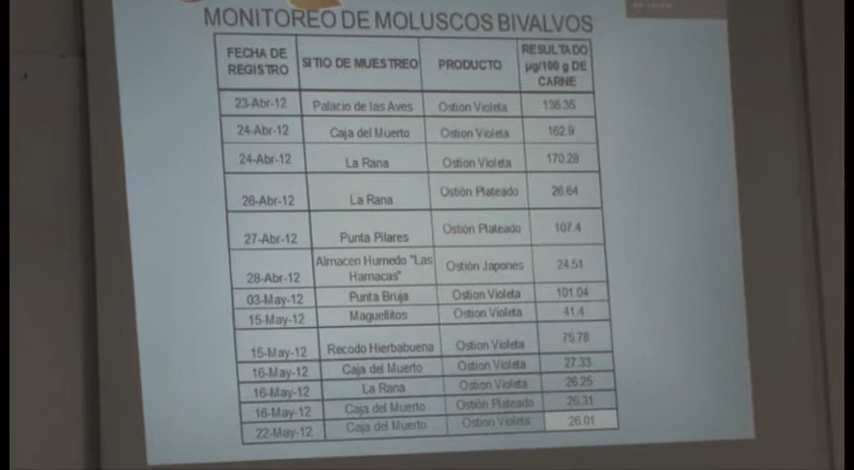 MONITOREO DE MOLUSCOS BIVALVOS
FECHA DE REGISTRO SITIO DE MUESTREO PRODUCTO RESULTADO µg/100 g DE CARNE
23-Abr-12 Palacio de las Aves Ostion Violeta 136.35
24-Abr-12 Caja del Muerto Ostion Violeta 162.9
24-Abr-12 La Rana Ostion Violeta 170.28
26-Abr-12 La Rana Ostión Plateado 26.64
27-Abr-12 Punta Pilares Ostión Plateado 107.4
28-Abr-12 Almacen Humedo "Las Hamacas" Ostión Japones 24.51
03-May-12 Punta Bruja Ostion Violeta 101.04
15-May-12 Maguellitos Ostion Violeta 41.4
15-May-12 Recodo Hierbabuena Ostion Violeta 75.78
16-May-12 Caja del Muerto Ostion Violeta 27.33
16-May-12 La Rana Ostion Violeta 26.25
16-May-12 Caja del Muerto Ostión Plateado 26.31
22-May-12 Caja del Muerto Ostion Violeta 26.01